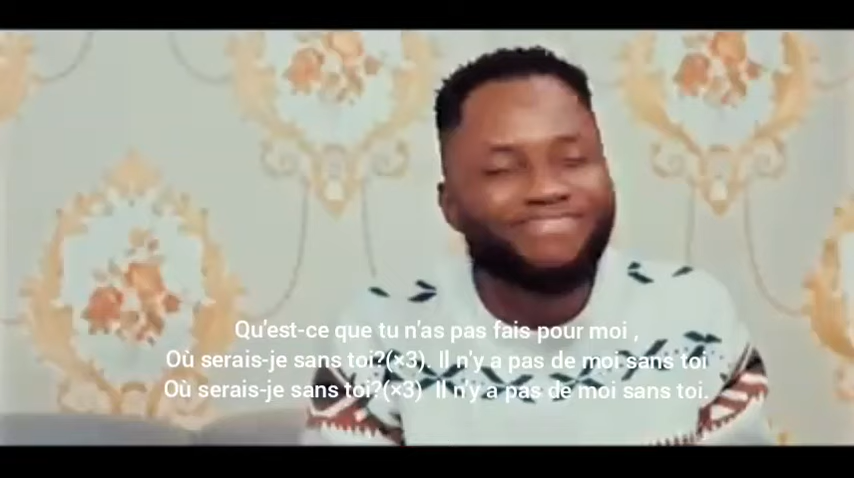 Qu'est-ce que tu n'as pas fais pour moi ,
Où serais-je sans toi?(×3). Il n'y a pas de moi sans toi
Où serais-je sans toi?(×3) Il n'y a pas de moi sans toi.